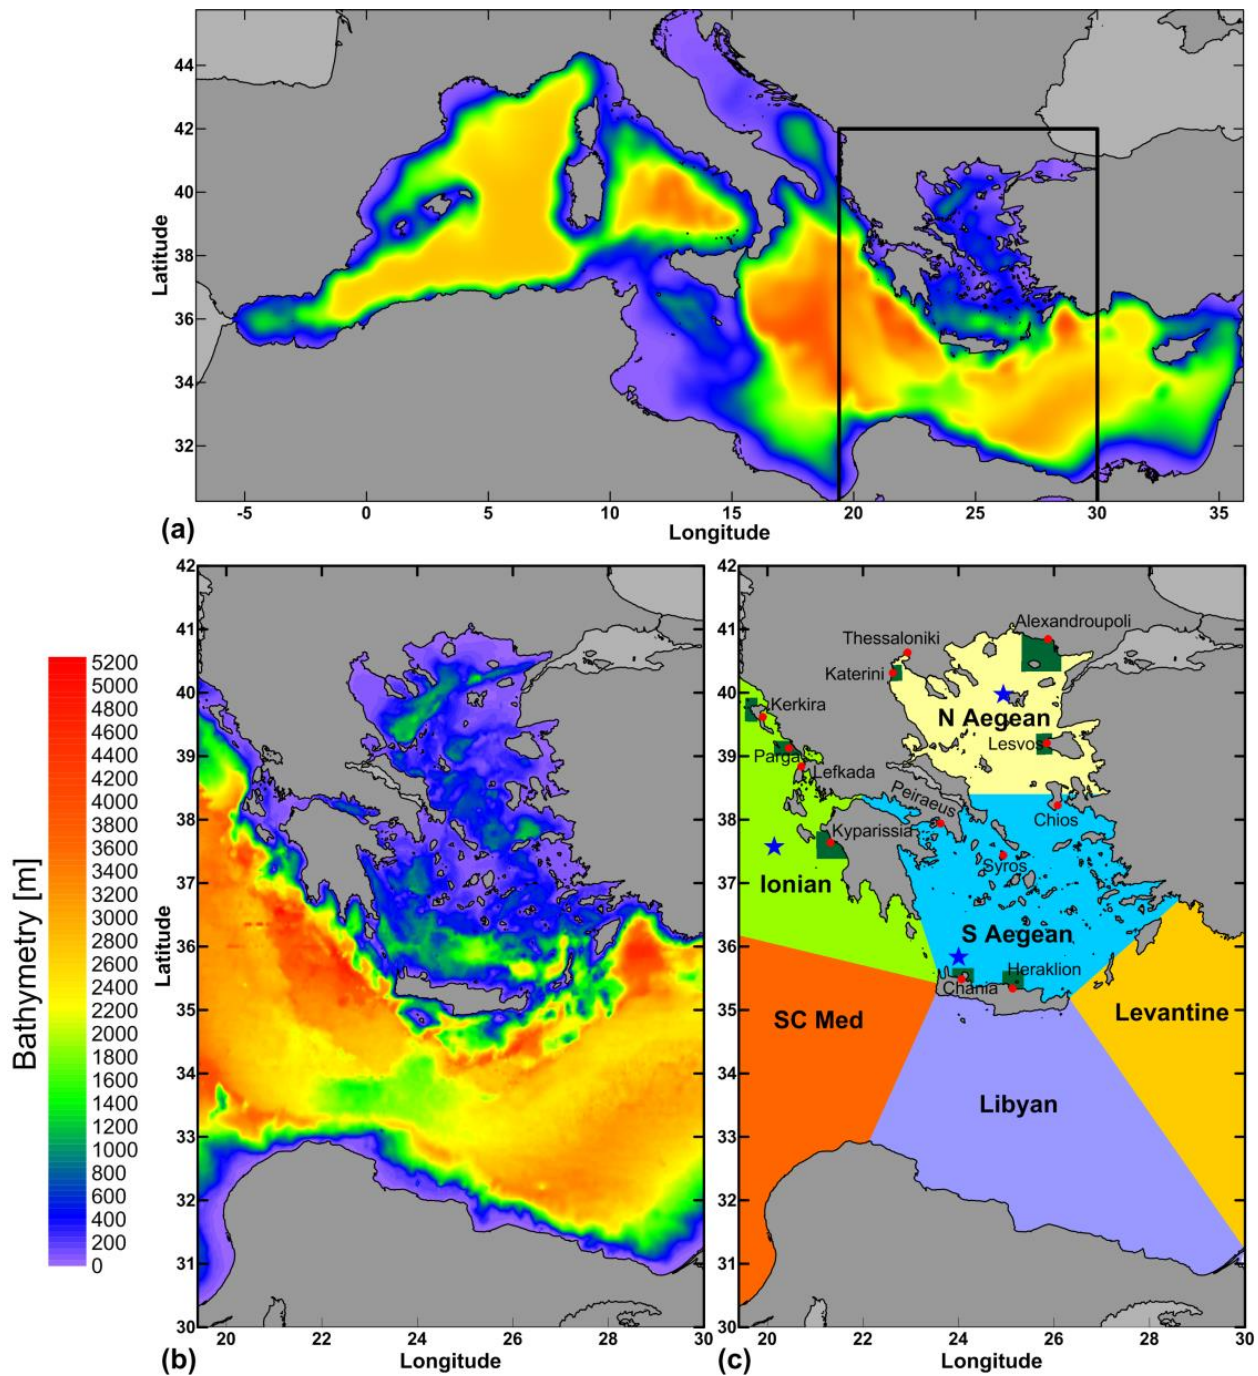 44
42
40
38
36
34
32
Latitude
-5
0
5
10
15
20
25
30
35
Longitude
(a)
Bathymetry [m]
5200
5000
4800
4600
4400
4200
4000
3800
3600
3400
3200
3000
2800
2600
2400
2200
2000
1800
1600
1400
1200
1000
800
600
400
200
0
42
41
40
39
38
37
36
35
34
33
32
31
30
Latitude
20
22
24
26
28
30
Longitude
(b)
42
41
40
39
38
37
36
35
34
33
32
31
30
Alexandroupoli
Thessaloniki
Katerini
Kerkira
N Aegean
Lesvos
Parga
Lefkada
Peiraeus
Chios
Kyparissia
Syros
Ionian
S Aegean
Heraklion
Chania
SC Med
Levantine
Libyan
20
22
24
26
28
30
Longitude
(c)